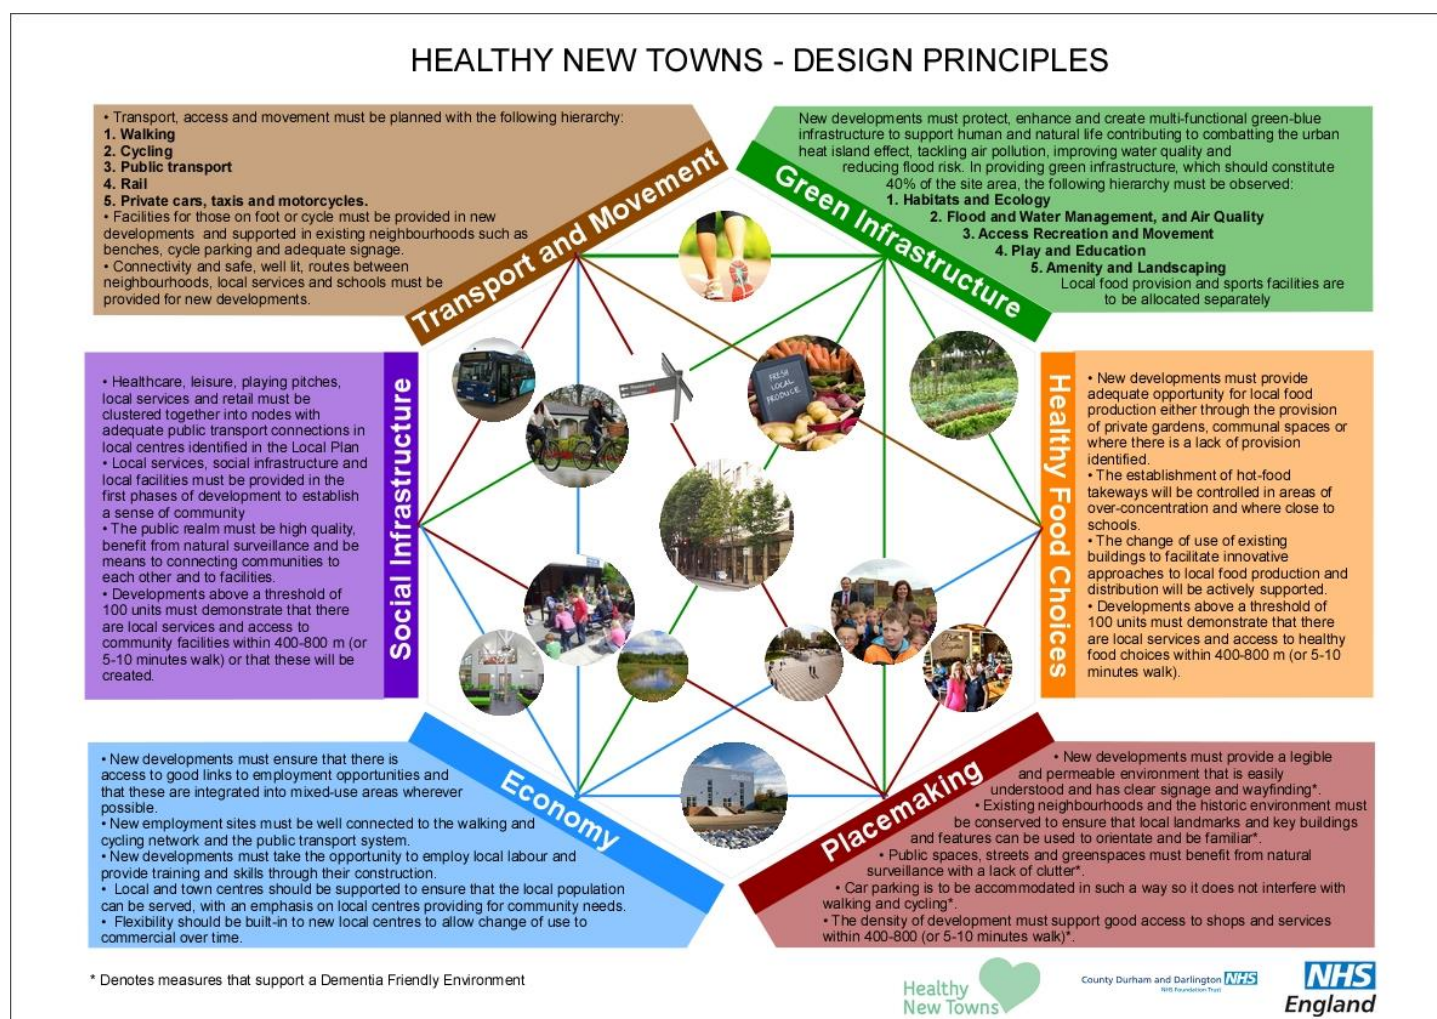 HEALTHY NEW TOWNS - DESIGN PRINCIPLES
• Transport, access and movement must be planned with the following hierarchy:
1. Walking
2. Cycling
3. Public transport
4. Rail
5. Private cars, taxis and motorcycles.
• Facilities for those on foot or cycle must be provided in new
developments and supported in existing neighbourhoods such as
benches, cycle parking and adequate signage.
• Connectivity and safe, well lit, routes between
neighbourhoods, local services and schools must be
provided for new developments.
Transport and Movement
New developments must protect, enhance and create multi-functional green-blue
infrastructure to support human and natural life contributing to combatting the urban
heat island effect, tackling air pollution, improving water quality and
reducing flood risk. In providing green infrastructure, which should constitute
40% of the site area, the following hierarchy must be observed:
1. Habitats and Ecology
2. Flood and Water Management, and Air Quality
3. Access Recreation and Movement
4. Play and Education
5. Amenity and Landscaping
Local food provision and sports facilities are
to be allocated separately
Green Infrastructure
• Healthcare, leisure, playing pitches,
local services and retail must be
clustered together into nodes with
adequate public transport connections in
local centres identified in the Local Plan
• Local services, social infrastructure and
local facilities must be provided in the
first phases of development to establish
a sense of community
• The public realm must be high quality,
benefit from natural surveillance and be
means to connecting communities to
each other and to facilities.
• Developments above a threshold of
100 units must demonstrate that there
are local services and access to
community facilities within 400-800 m (or
5-10 minutes walk) or that these will be
created.
Social Infrastructure
FRESH
LOCAL
PRODUCE
Healthy Food Choices
• New developments must provide
adequate opportunity for local food
production either through the provision
of private gardens, communal spaces or
where there is a lack of provision
identified.
• The establishment of hot-food
takeways will be controlled in areas of
over-concentration and where close to
schools.
• The change of use of existing
buildings to facilitate innovative
approaches to local food production and
distribution will be actively supported.
• Developments above a threshold of
100 units must demonstrate that there
are local services and access to healthy
food choices within 400-800 m (or 5-10
minutes walk).
Economy
• New developments must ensure that there is
access to good links to employment opportunities and
that these are integrated into mixed-use areas wherever
possible.
• New employment sites must be well connected to the walking and
cycling network and the public transport system.
• New developments must take the opportunity to employ local labour and
provide training and skills through their construction.
• Local and town centres should be supported to ensure that the local population
can be served, with an emphasis on local centres providing for community needs.
• Flexibility should be built-in to new local centres to allow change of use to
commercial over time.
Placemaking
• New developments must provide a legible
and permeable environment that is easily
understood and has clear signage and wayfinding*.
• Existing neighbourhoods and the historic environment must
be conserved to ensure that local landmarks and key buildings
and features can be used to orientate and be familiar*.
• Public spaces, streets and greenspaces must benefit from natural
surveillance with a lack of clutter*.
• Car parking is to be accommodated in such a way so it does not interfere with
walking and cycling*.
• The density of development must support good access to shops and services
within 400-800 (or 5-10 minutes walk)*.
* Denotes measures that support a Dementia Friendly Environment
Healthy
New Towns
County Durham and Darlington NHS
NHS Foundation Trust
NHS
England